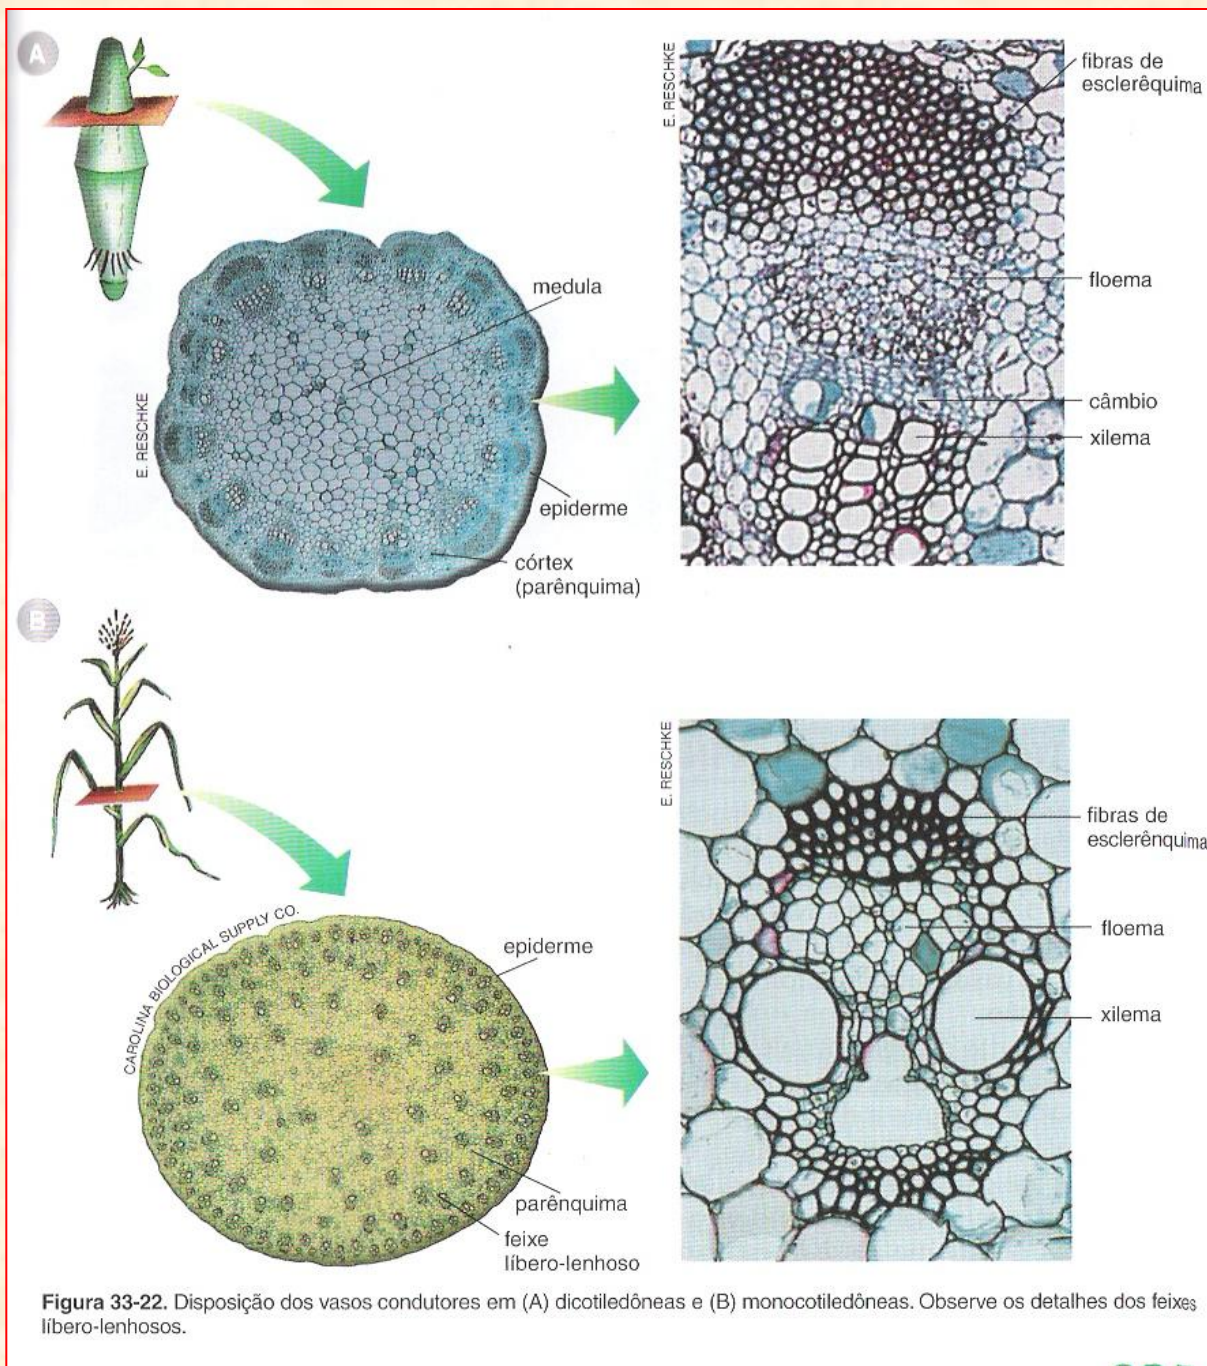 A
E. RESCHKE
medula
epiderme
córtex
(parênquima)
E. RESCHKE
fibras de
esclerêquima
floema
câmbio
xilema
B
CAROLINA BIOLOGICAL SUPPLY CO.
epiderme
parênquima
feixe
líbero-lenhoso
E. RESCHKE
fibras de
esclerênquima
floema
xilema
Figura 33-22. Disposição dos vasos condutores em (A) dicotiledôneas e (B) monocotiledôneas. Observe os detalhes dos feixes
líbero-lenhosos.